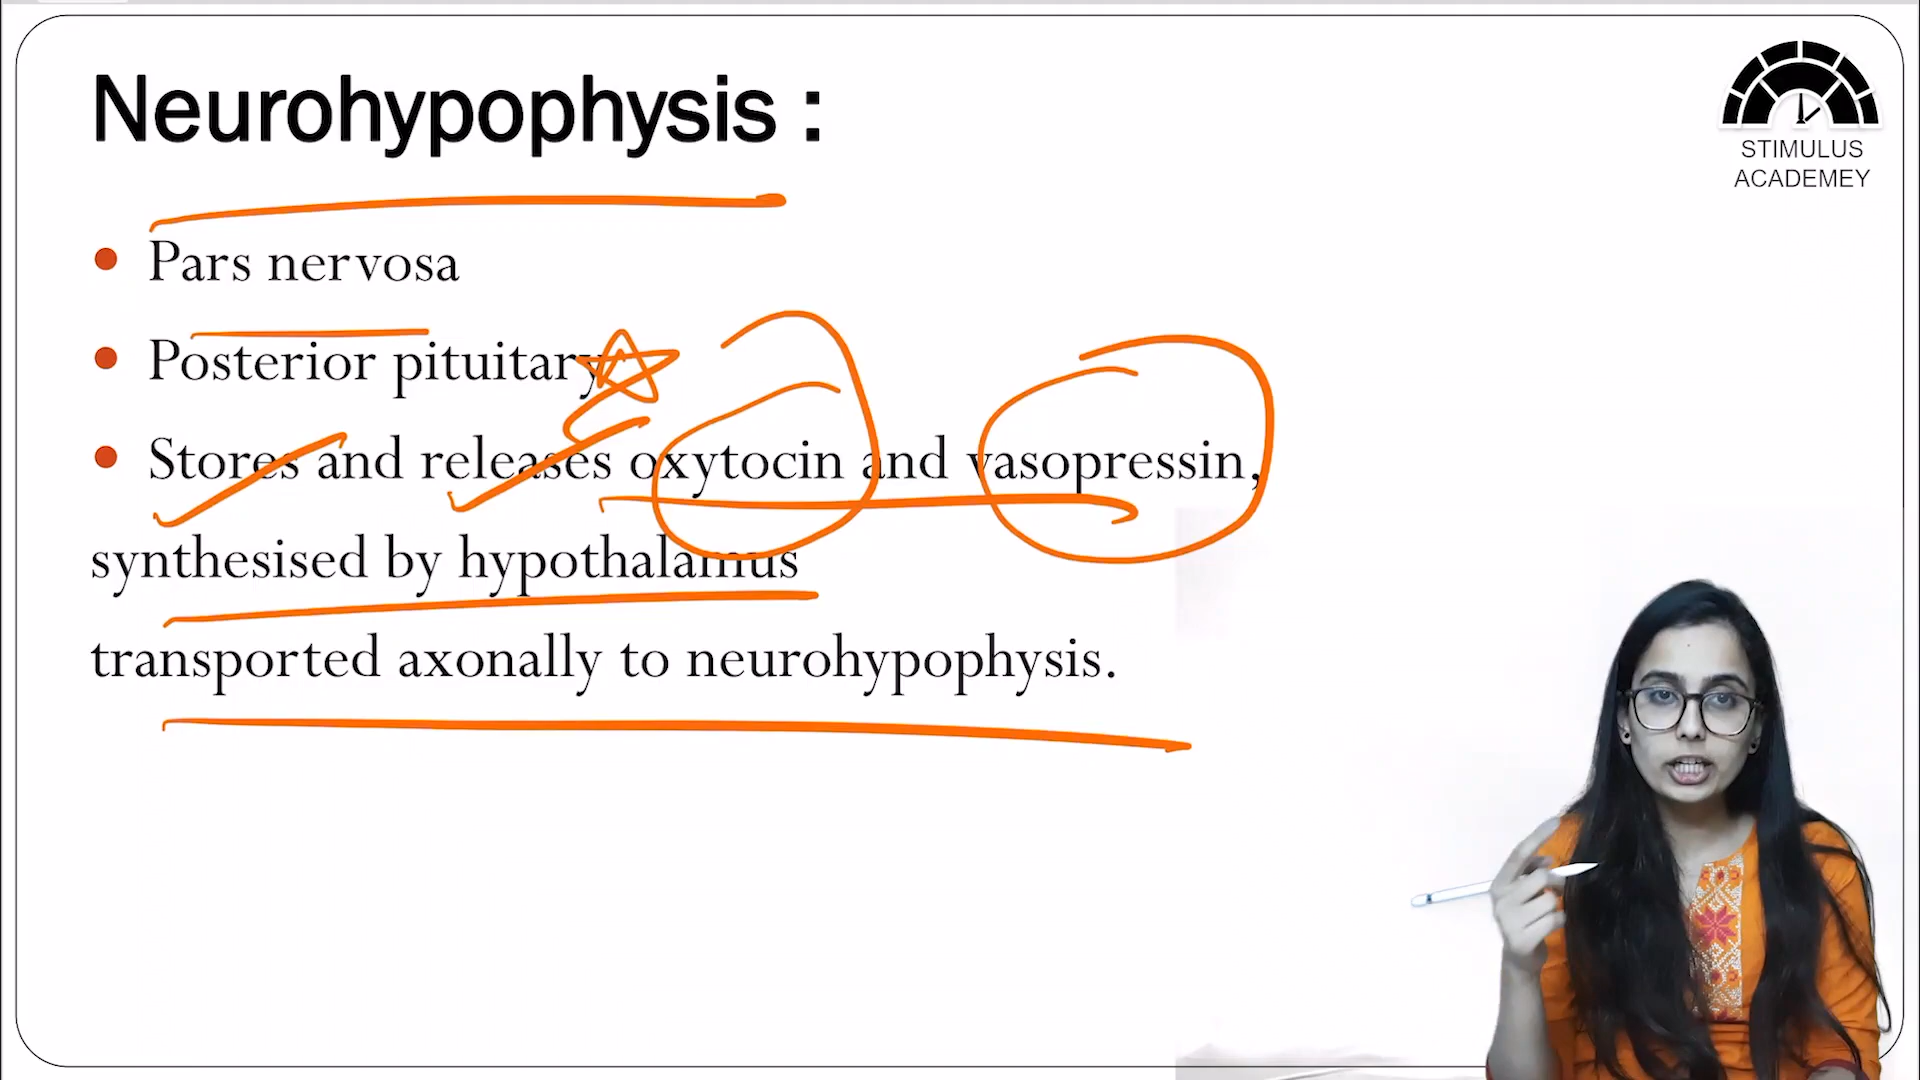 Neurohypophysis :
STIMULUS
ACADEMEY
• Pars nervosa
• Posterior pituitary
• Stores and releases oxytocin and vasopressin,
synthesised by hypothalamus
transported axonally to neurohypophysis.